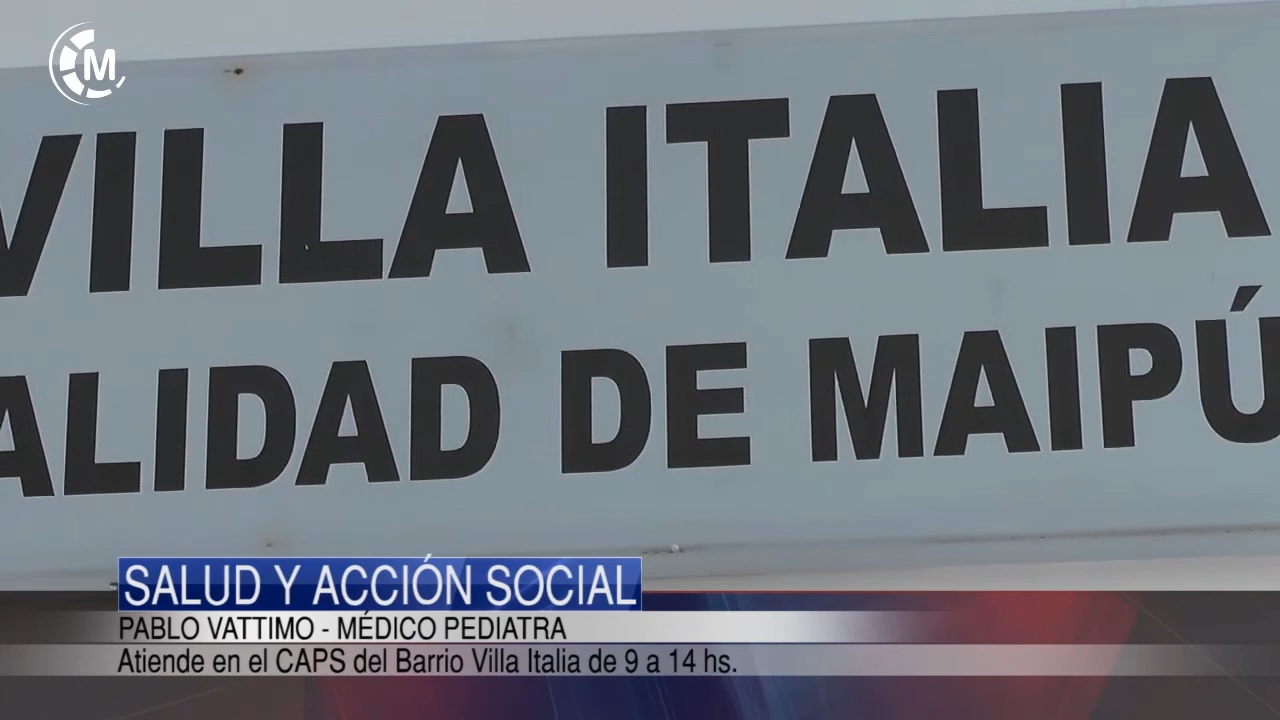 M
VILLA ITALIA
ALIDAD DE MAIPÚ
SALUD Y ACCIÓN SOCIAL
PABLO VATTIMO - MÉDICO PEDIATRA
Atiende en el CAPS del Barrio Villa Italia de 9 a 14 hs.